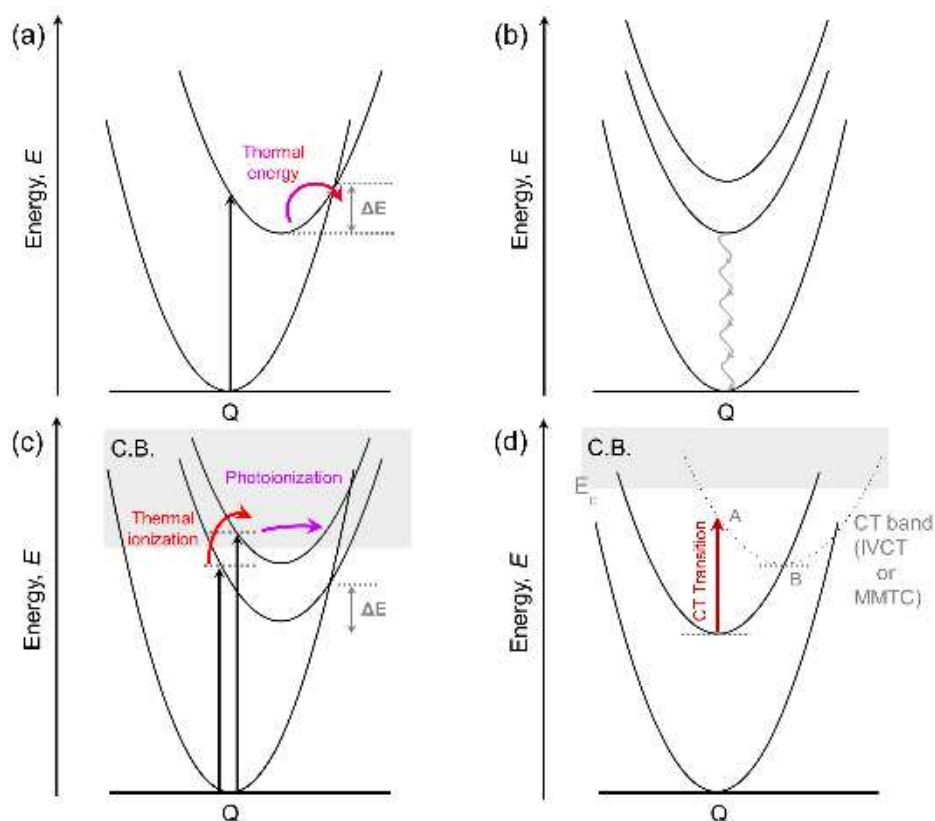 (a)
Energy, E
Thermal
energy
ΔE
Q
(b)
Energy, E
Q
(c)
C.B.
Energy, E
Photoionization
Thermal
ionization
ΔE
Q
(d)
C.B.
Energy, E
A
B
CT Transition
CT band
(IVCT
or
MMTC)
Q